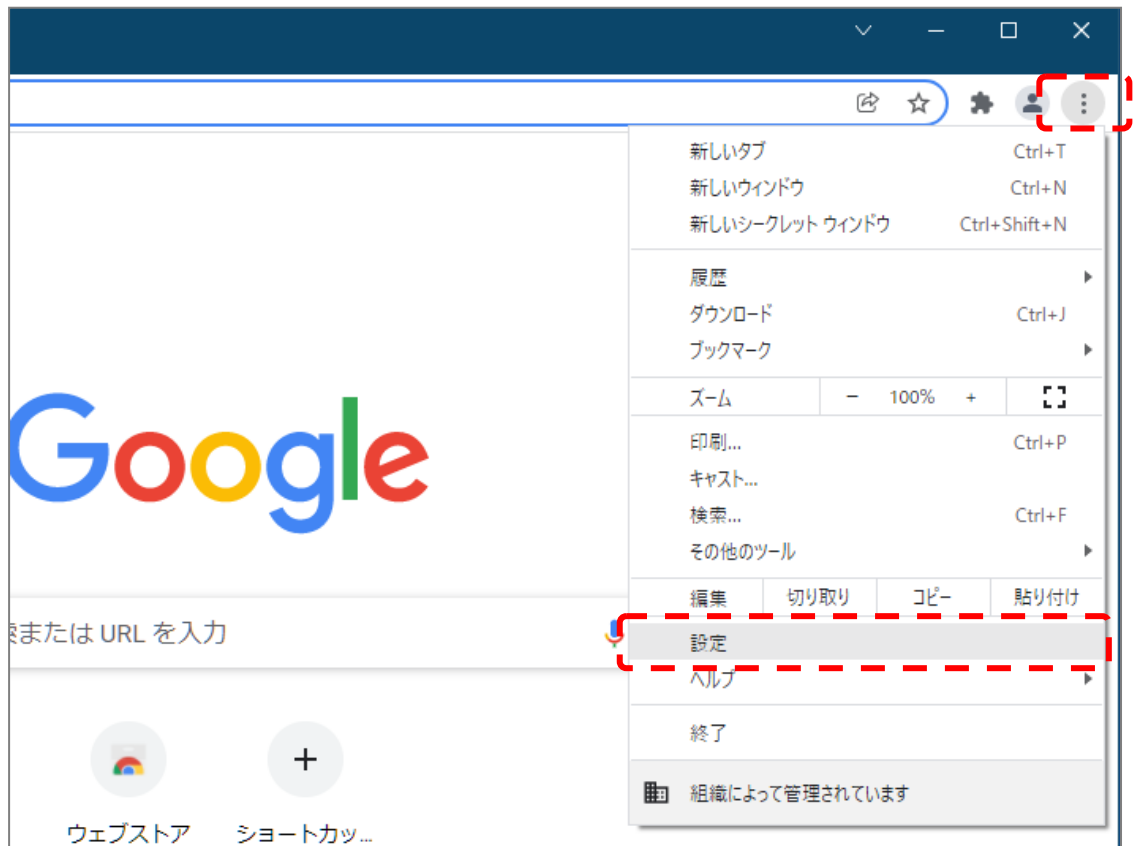 新しいタブ Ctrl+T
新しいウィンドウ Ctrl+N
新しいシークレット ウィンドウ Ctrl+Shift+N
履歴
ダウンロード Ctrl+J
ブックマーク
ズーム − 100% +
印刷... Ctrl+P
キャスト...
検索... Ctrl+F
その他のツール
編集 切り取り コピー 貼り付け
設定
ヘルプ
終了
組織によって管理されています
Google
または URL を入力
ウェブストア ショートカッ...